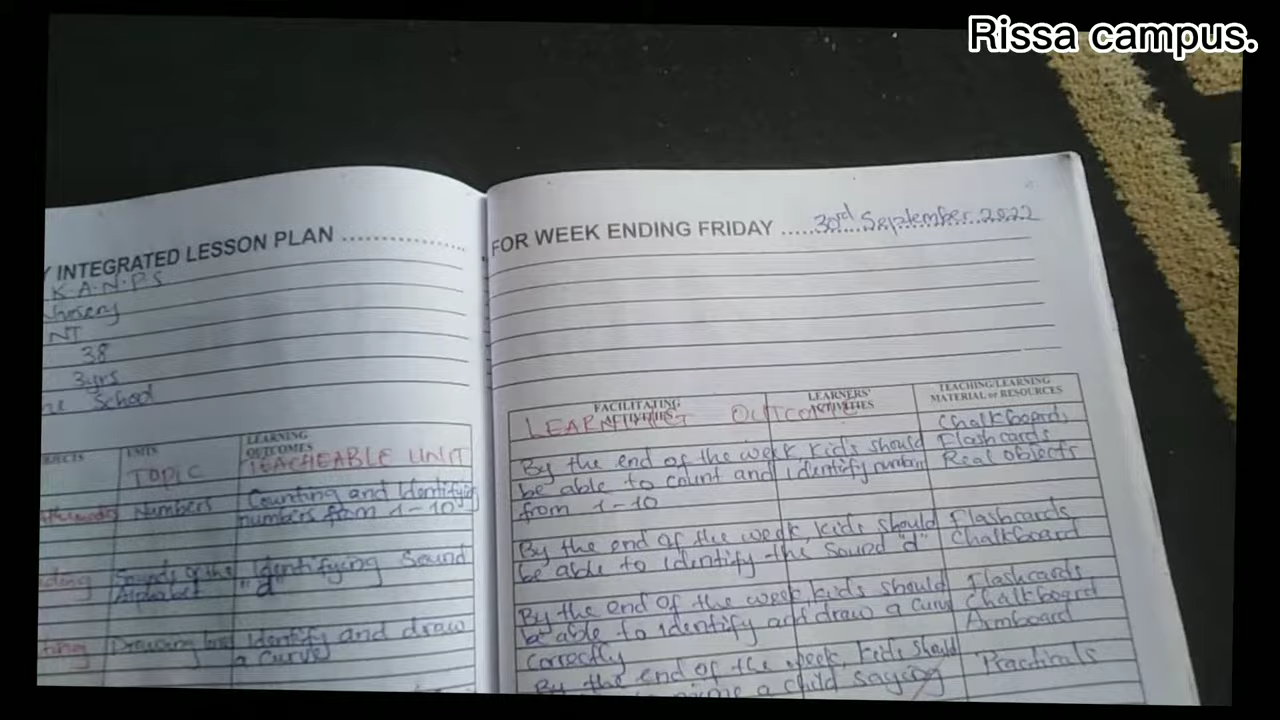 Rissa campus.
Y INTEGRATED LESSON PLAN ....................
K.A.N.P.S
NT
38
3yrs
School
UNITS
LEARNING
OUTCOMES
TOPIC
TEACHEABLE UNIT
Numbers
Counting and Identifying
numbers from 1-10
Sounds of the
Alphabet
Identifying Sound
"d"
Identify and draw
a Curve
FOR WEEK ENDING FRIDAY ...... 30rd September 2022
FACILITATING
ACTIVITIES
LEARNERS'
ACTIVITIES
TEACHING/LEARNING
MATERIAL or RESOURCES
LEARNING OUTCOME
Chalkboards
By the end of the week, kids should
be able to count and identify
from 1-10
Flashcards
Real objects
By the end of the week, kids should
be able to identify the Sound "d"
Flashcards
Chalkboard
By the end of the week kids should
be able to identify and draw a Curve
correctly
Flashcards
Chalkboard
Armboard
By the end of the week, kids should
a child saying
Practicals